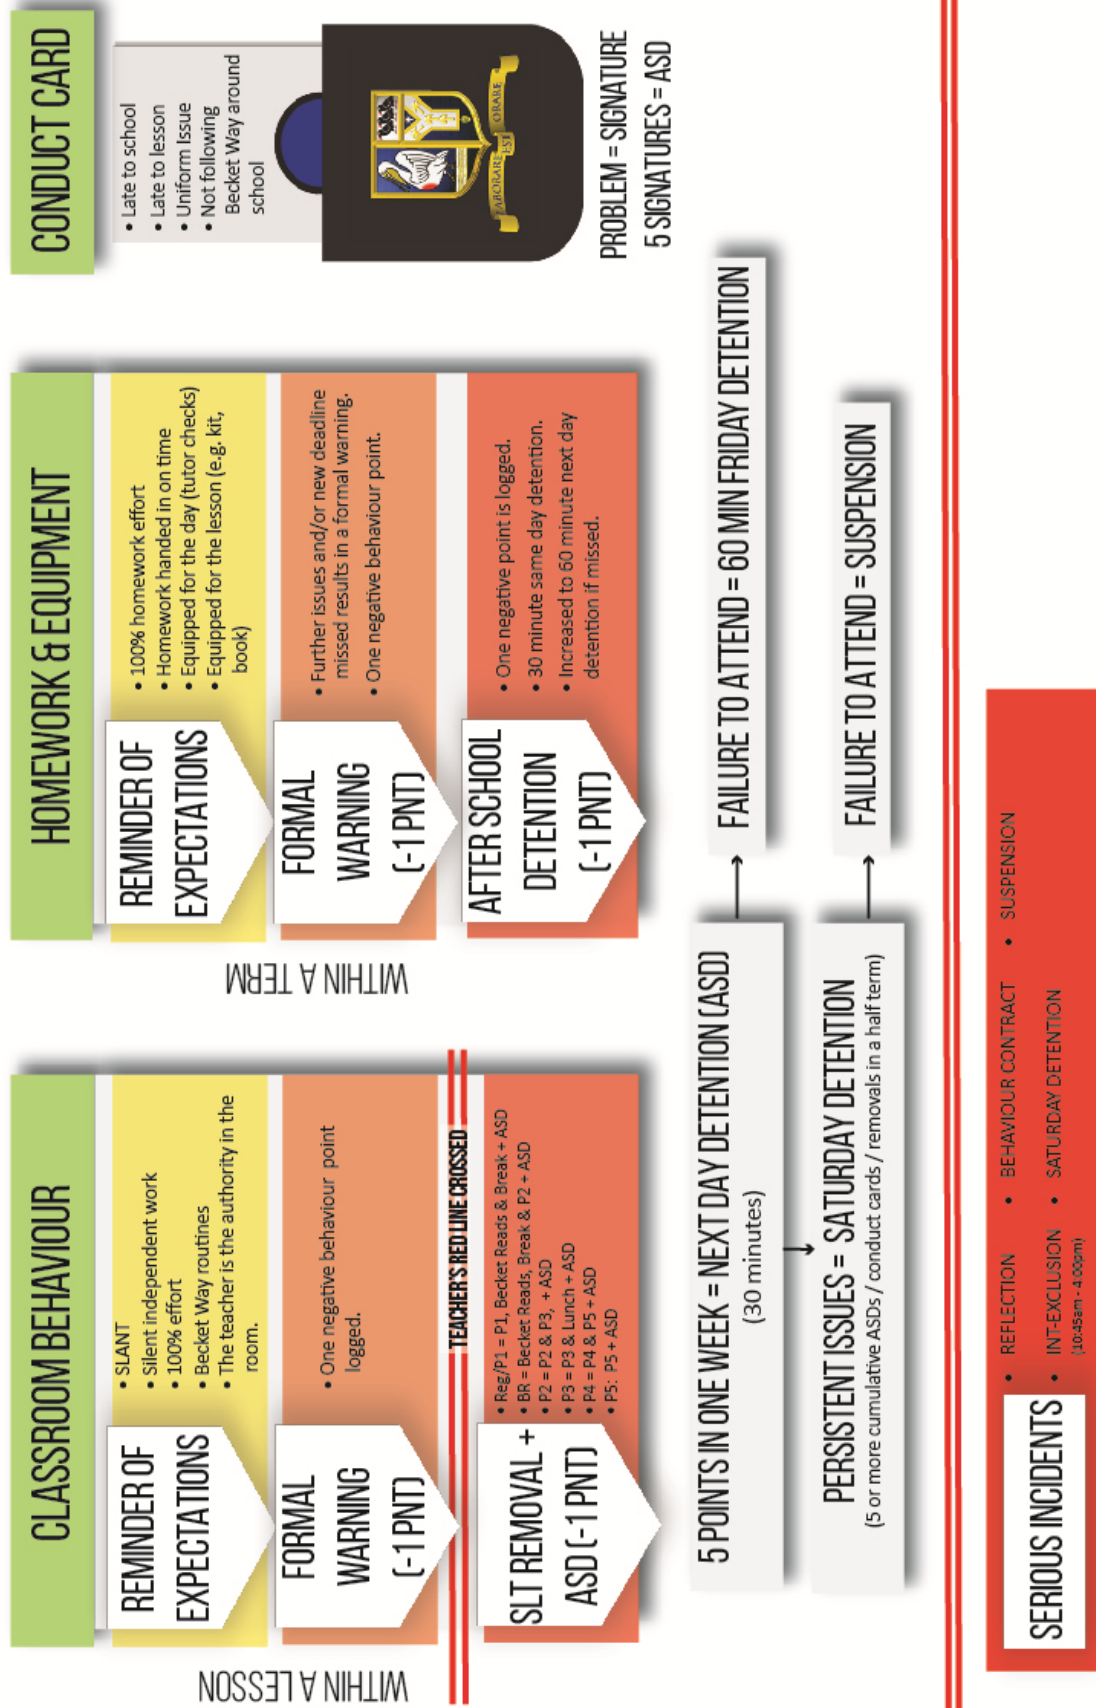 CLASSROOM BEHAVIOUR
WITHIN A LESSON
REMINDER OF
EXPECTATIONS
• SLANT
• Silent independent work
• 100% effort
• Becket Way routines
• The teacher is the authority in the
room.
FORMAL
WARNING
(-1 PNT)
• One negative behaviour point
logged.
TEACHER'S RED LINE CROSSED
SLT REMOVAL +
ASD (-1 PNT)
• Reg/P1 = P1, Becket Reads & Break + ASD
• BR = Becket Reads, Break & P2 + ASD
• P2 = P2 & P3, + ASD
• P3 = P3 & Lunch + ASD
• P4 = P4 & P5 + ASD
• P5: P5 + ASD
HOMEWORK & EQUIPMENT
WITHIN A TERM
REMINDER OF
EXPECTATIONS
• 100% homework effort
• Homework handed in on time
• Equipped for the day (tutor checks)
• Equipped for the lesson (e.g. kit,
book)
FORMAL
WARNING
(-1 PNT)
• Further issues and/or new deadline
missed results in a formal warning.
• One negative behaviour point.
AFTER SCHOOL
DETENTION
(-1 PNT)
• One negative point is logged.
• 30 minute same day detention.
• Increased to 60 minute next day
detention if missed.
CONDUCT CARD
• Late to school
• Late to lesson
• Uniform Issue
• Not following
Becket Way around
school
LABORARE EST ORARE
PROBLEM = SIGNATURE
5 SIGNATURES = ASD
5 POINTS IN ONE WEEK = NEXT DAY DETENTION (ASD)
(30 minutes)
FAILURE TO ATTEND = 60 MIN FRIDAY DETENTION
PERSISTENT ISSUES = SATURDAY DETENTION
(5 or more cumulative ASDs / conduct cards / removals in a half term)
FAILURE TO ATTEND = SUSPENSION
SERIOUS INCIDENTS
• REFLECTION • BEHAVIOUR CONTRACT • SUSPENSION
• INT-EXCLUSION • SATURDAY DETENTION
(10:45am - 4:00pm)